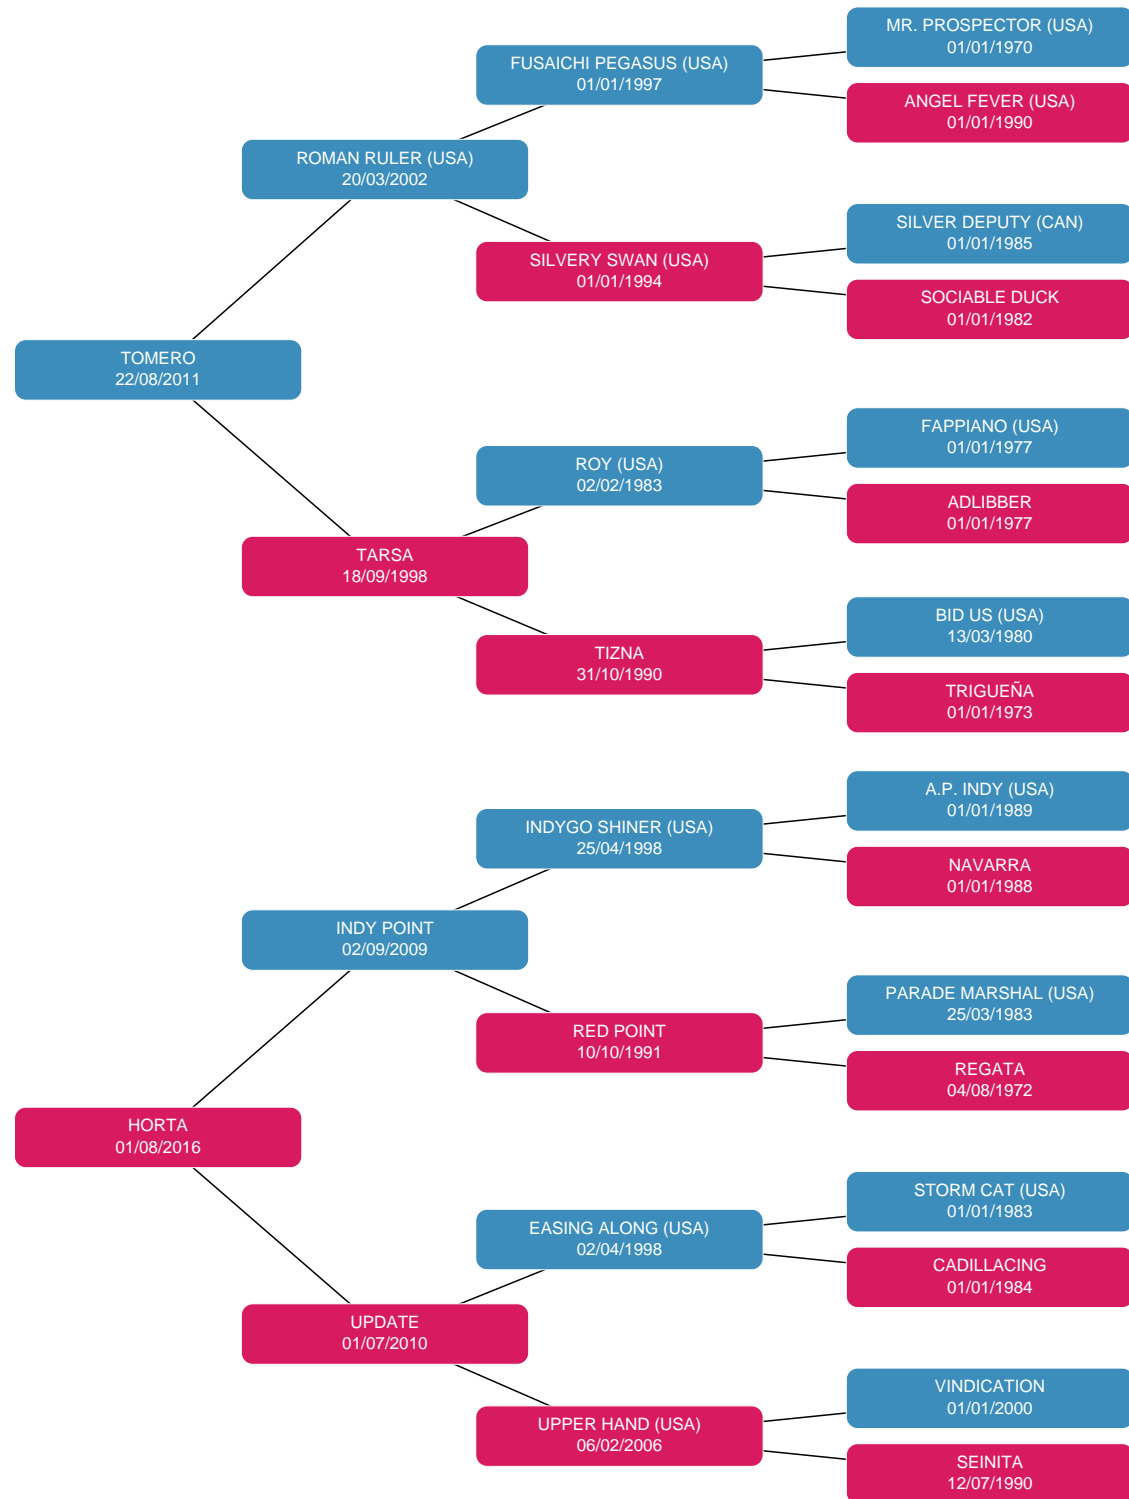 MR. PROSPECTOR (USA)
01/01/1970
FUSAICHI PEGASUS (USA)
01/01/1997
ANGEL FEVER (USA)
01/01/1990
ROMAN RULER (USA)
20/03/2002
SILVER DEPUTY (CAN)
01/01/1985
SILVERY SWAN (USA)
01/01/1994
SOCIABLE DUCK
01/01/1982
TOMERO
22/08/2011
FAPPIANO (USA)
01/01/1977
ROY (USA)
02/02/1983
ADLIBBER
01/01/1977
TARSA
18/09/1998
BID US (USA)
13/03/1980
TIZNA
31/10/1990
TRIGUEÑA
01/01/1973
A.P. INDY (USA)
01/01/1989
INDYGO SHINER (USA)
25/04/1998
NAVARRA
01/01/1988
INDY POINT
02/09/2009
PARADE MARSHAL (USA)
25/03/1983
RED POINT
10/10/1991
REGATA
04/08/1972
HORTA
01/08/2016
STORM CAT (USA)
01/01/1983
EASING ALONG (USA)
02/04/1998
CADILLACING
01/01/1984
UPDATE
01/07/2010
VINDICATION
01/01/2000
UPPER HAND (USA)
06/02/2006
SEINITA
12/07/1990